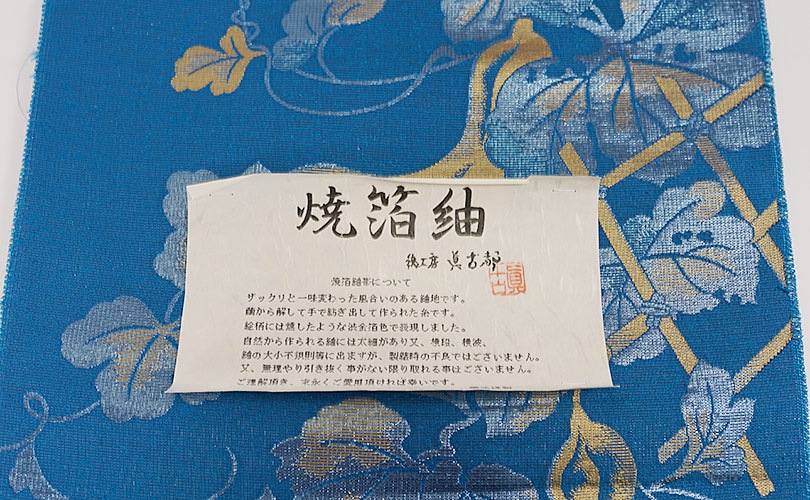 焼箔紬
織工房 眞古都
焼箔紬帯について
ザックリと一味変わった風合いのある紬地です。
繭から解して手で紡ぎ出して作られた糸です。
絵柄には燻したような渋金箔色で表現しました。
自然から作られる紬には太細があり又、横段、横波、
紬の大小不規則等に出ますが、製織時の不良ではございません。
又、無理やり引き抜く事がない限り取れる事はございません。
ご理解頂き、末永くご愛用頂ければ幸いです。